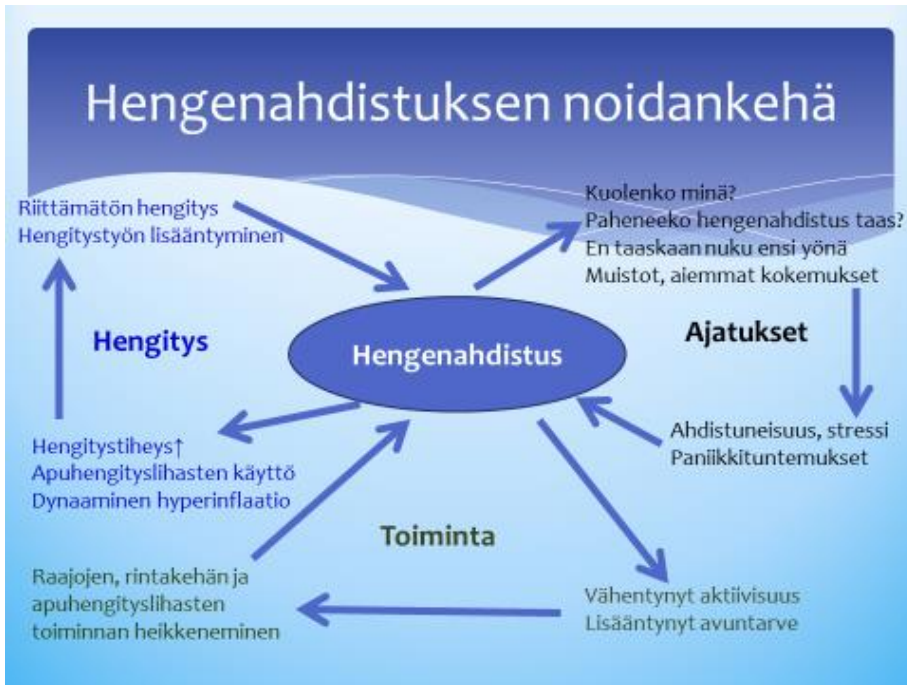 Hengenahdistuksen noidankehä
Riittämätön hengitys
Hengitystyön lisääntyminen
Kuolenko minä?
Paheneeko hengenahdistus taas?
En taaskaan nuku ensi yönä
Muistot, aiemmat kokemukset
Hengitys
Hengenahdistus
Ajatukset
Hengitystiheys↑
Apuhengityslihasten käyttö
Dynaaminen hyperinflaatio
Ahdistuneisuus, stressi
Paniikkituntemukset
Toiminta
Raajojen, rintakehän ja
apuhengityslihasten
toiminnan heikkeneminen
Vähentynyt aktiivisuus
Lisääntynyt avuntarve